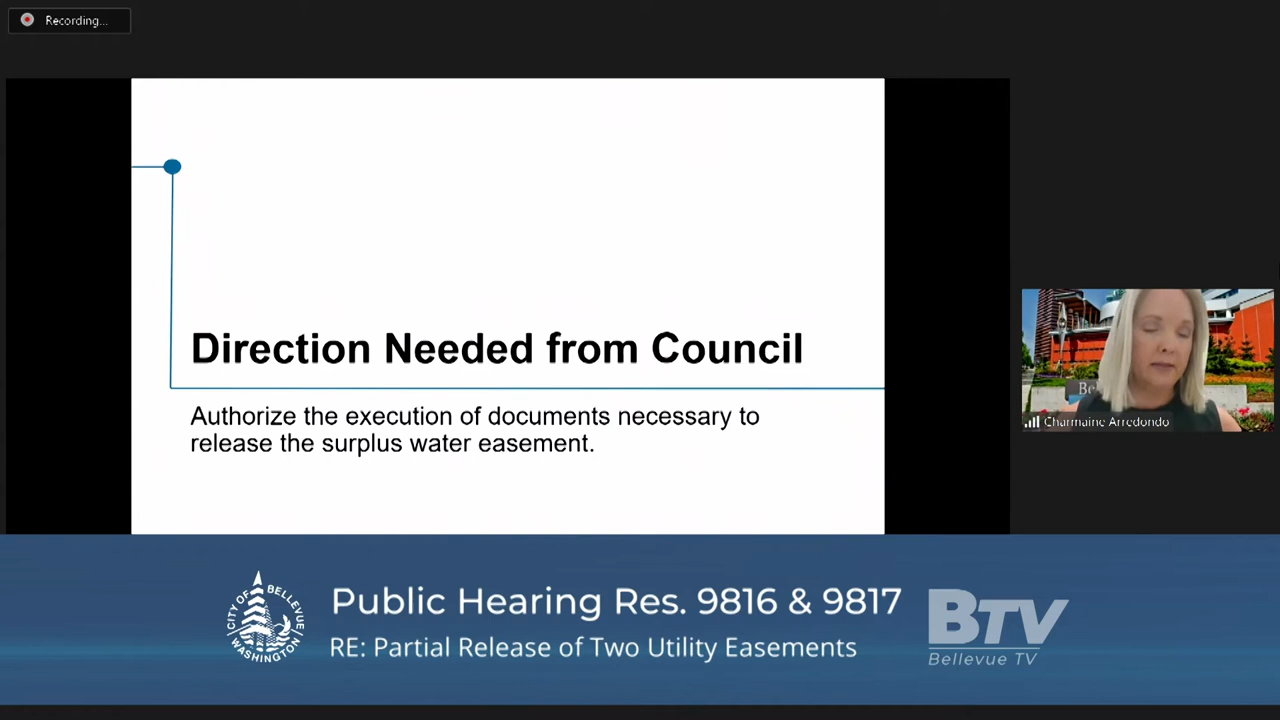 Recording...
Direction Needed from Council
Authorize the execution of documents necessary to
release the surplus water easement.
Be
Charmaine Arredondo
CITY OF BELLEVUE
WASHINGTON
Public Hearing Res. 9816 & 9817
RE: Partial Release of Two Utility Easements
BTV
Bellevue TV